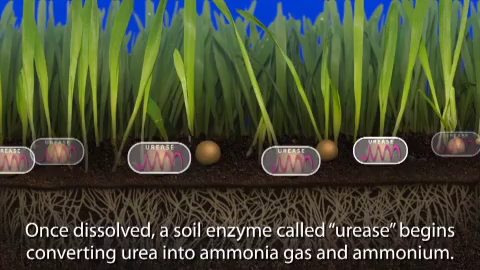 UREASE
UREASE
UREASE
UREASE
UREASE
UREASE
Once dissolved, a soil enzyme called “urease” begins
converting urea into ammonia gas and ammonium.